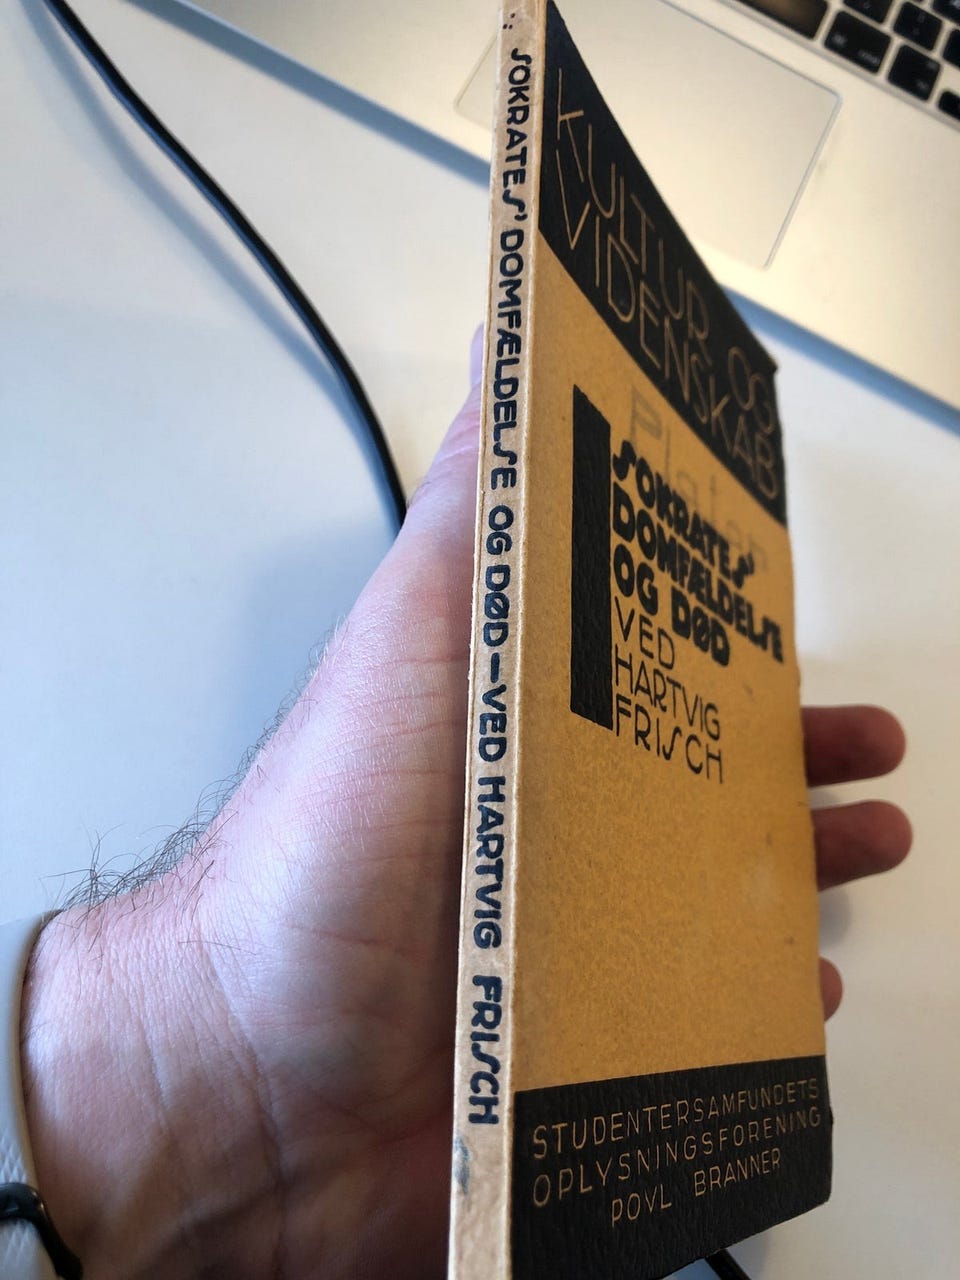 SOKRATES' DOMFÆLDELSE OG DØD — VED HARTVIG FRISCH
KULTUR OG
VIDENSKAB
Platon
SOKRATES'
DOMFÆLDELSE
OG DØD
VED
HARTVIG
FRISCH
STUDENTERSAMFUNDETS
OPLYSNINGSFORENING
POVL BRANNER